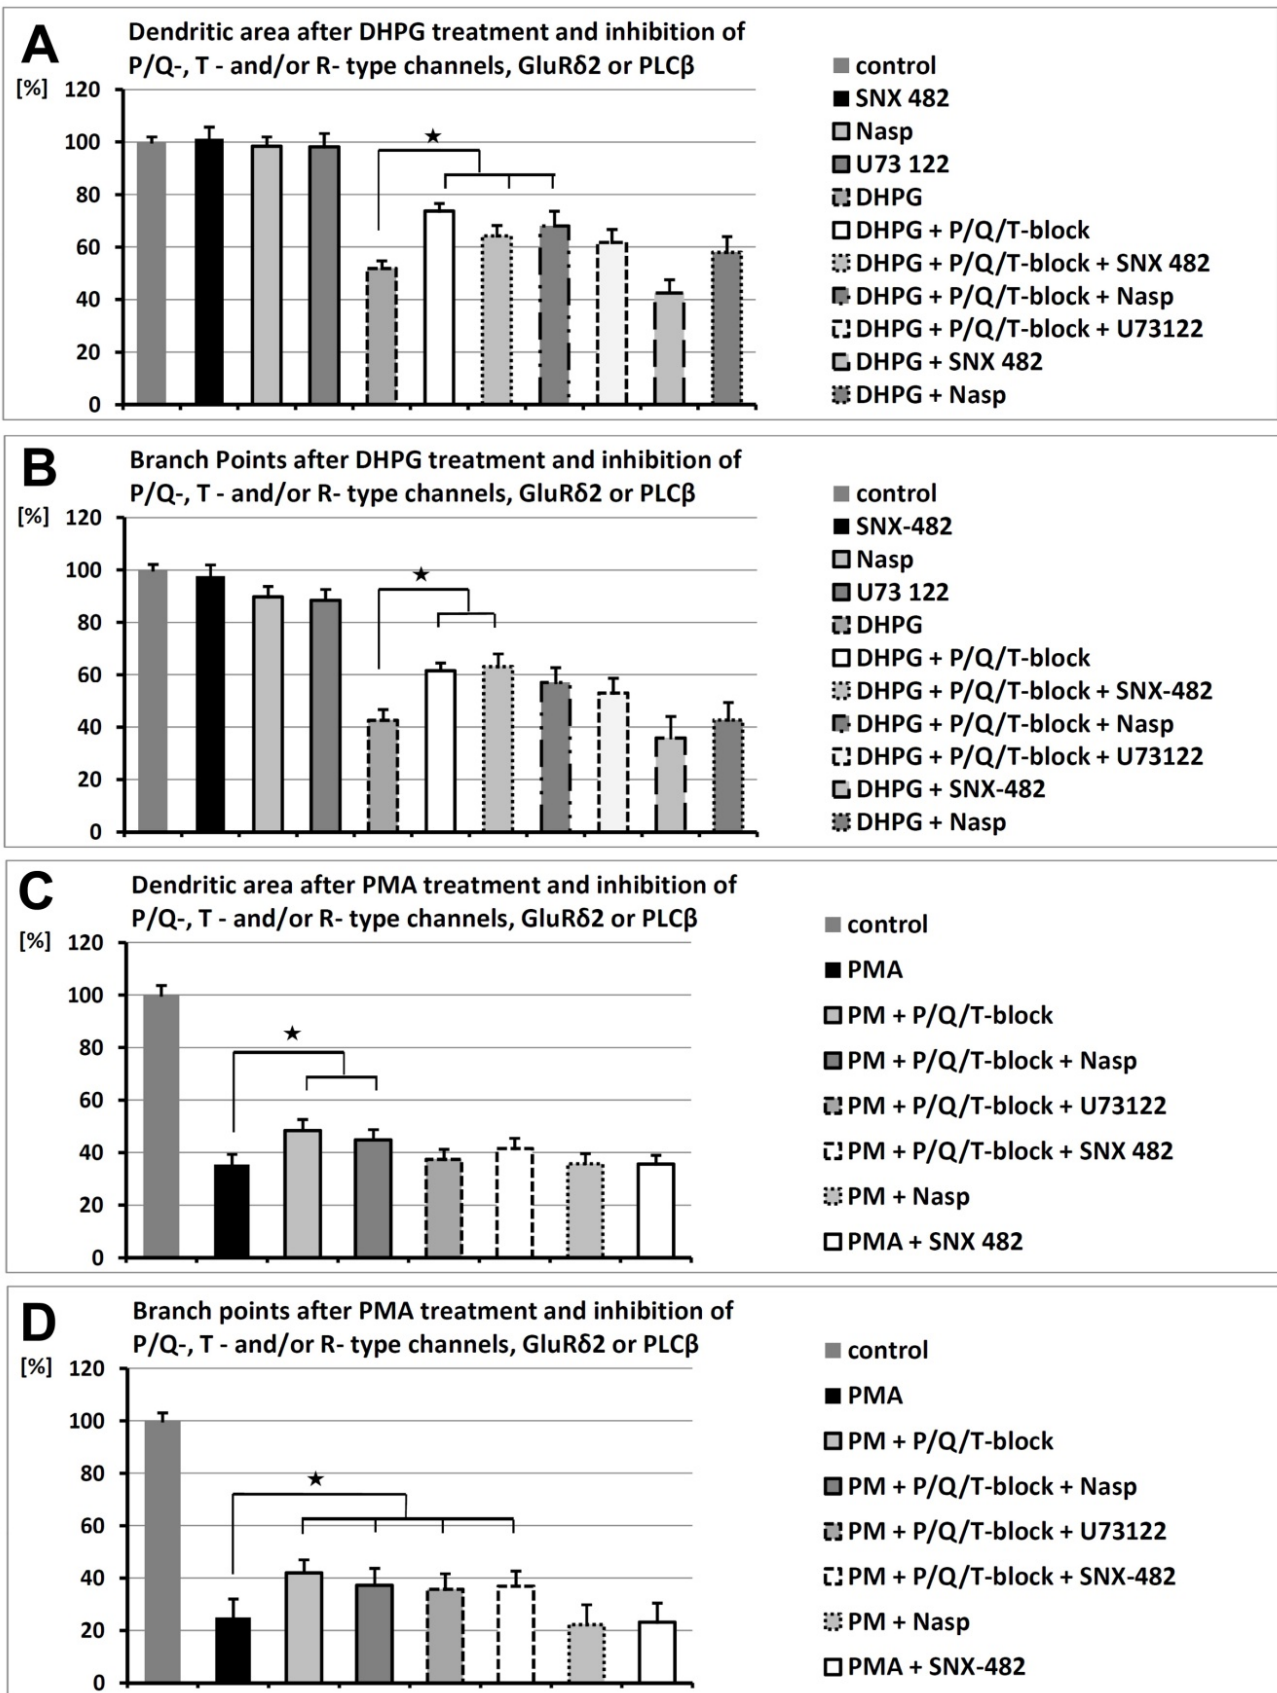 A
Dendritic area after DHPG treatment and inhibition of
P/Q-, T - and/or R- type channels, GluRδ2 or PLCβ
[%]
120
100
80
60
40
20
0
★
control
SNX 482
Nasp
U73 122
DHPG
DHPG + P/Q/T-block
DHPG + P/Q/T-block + SNX 482
DHPG + P/Q/T-block + Nasp
DHPG + P/Q/T-block + U73122
DHPG + SNX 482
DHPG + Nasp
B
Branch Points after DHPG treatment and inhibition of
P/Q-, T - and/or R- type channels, GluRδ2 or PLCβ
[%]
120
100
80
60
40
20
0
★
control
SNX-482
Nasp
U73 122
DHPG
DHPG + P/Q/T-block
DHPG + P/Q/T-block + SNX-482
DHPG + P/Q/T-block + Nasp
DHPG + P/Q/T-block + U73122
DHPG + SNX-482
DHPG + Nasp
C
Dendritic area after PMA treatment and inhibition of
P/Q-, T - and/or R- type channels, GluRδ2 or PLCβ
[%]
120
100
80
60
40
20
0
★
control
PMA
PM + P/Q/T-block
PM + P/Q/T-block + Nasp
PM + P/Q/T-block + U73122
PM + P/Q/T-block + SNX 482
PM + Nasp
PMA + SNX 482
D
Branch points after PMA treatment and inhibition of
P/Q-, T - and/or R- type channels, GluRδ2 or PLCβ
[%]
120
100
80
60
40
20
0
★
control
PMA
PM + P/Q/T-block
PM + P/Q/T-block + Nasp
PM + P/Q/T-block + U73122
PM + P/Q/T-block + SNX-482
PM + Nasp
PMA + SNX-482